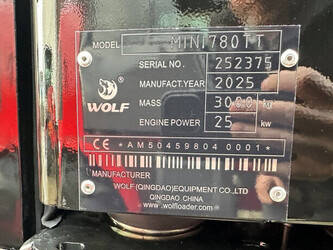 MODEL MINI780TT
SERIAL NO. 252375
MANUFACT.YEAR 2025
MASS 3000 kg
ENGINE POWER 25 kw
WOLF
CE *AM50459804 0001*
MANUFACTURER
WOLF(QINGDAO)EQUIPMENT CO.,LTD
QINGDAO ,CHINA
www.wolfloader.com